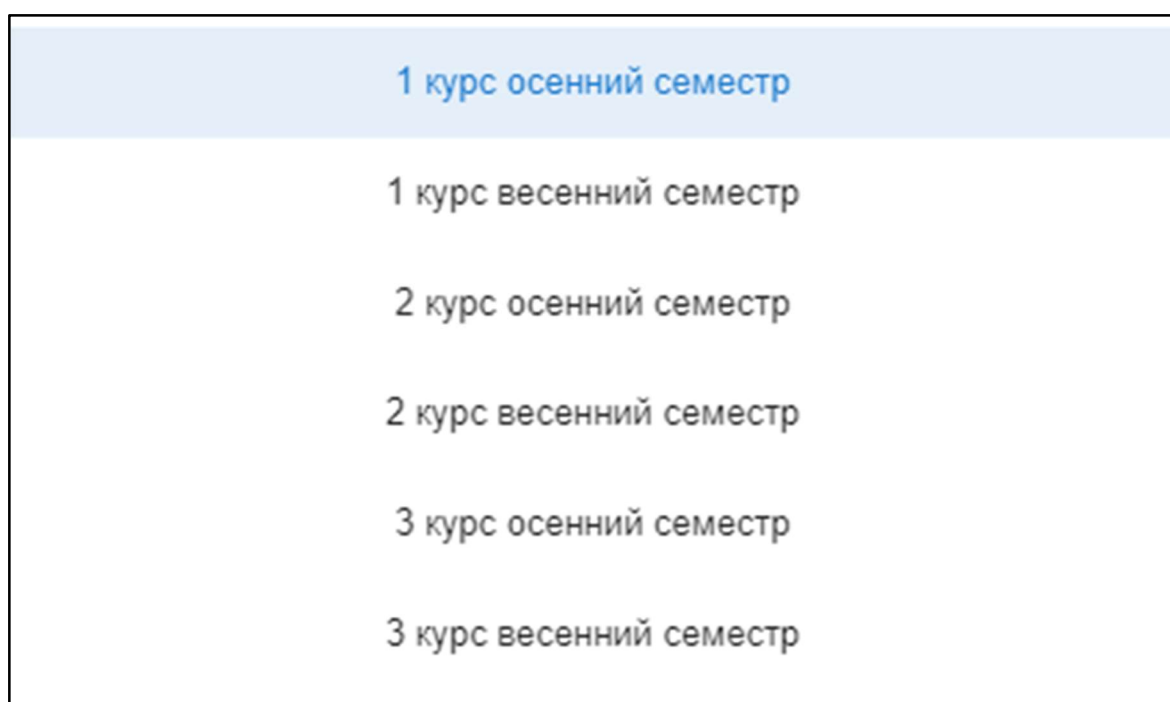 1 курс осенний семестр
1 курс весенний семестр
2 курс осенний семестр
2 курс весенний семестр
3 курс осенний семестр
3 курс весенний семестр